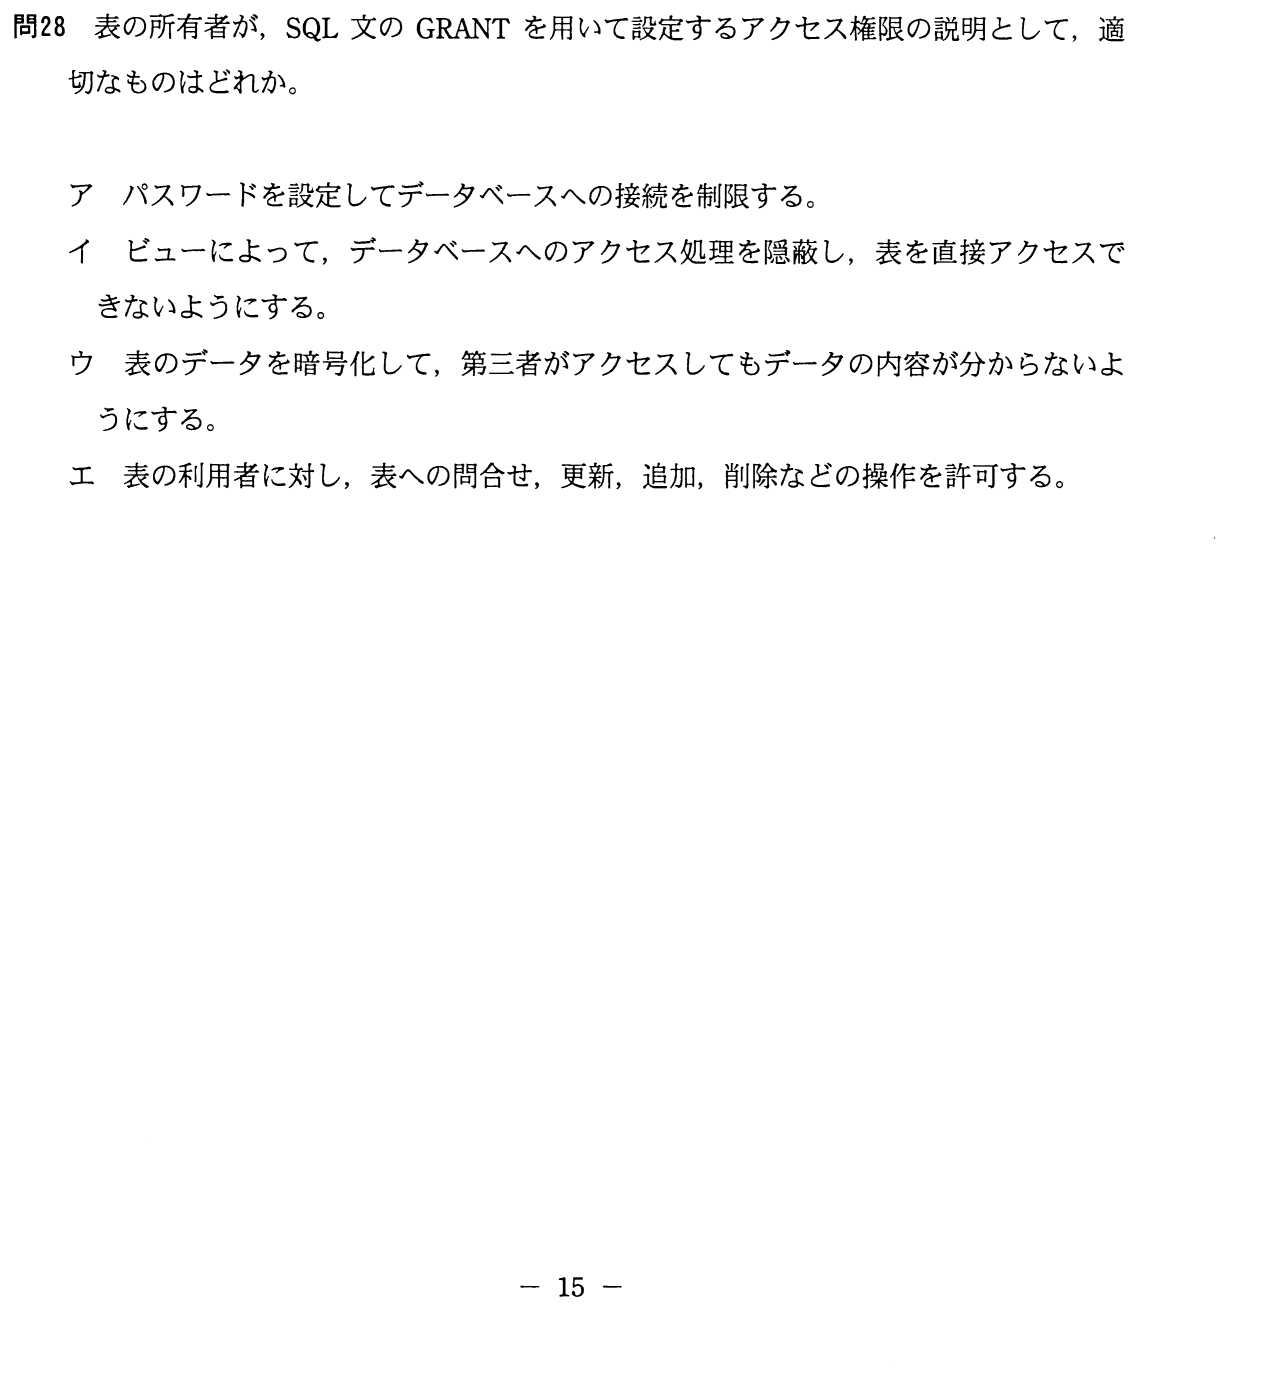 問28 表の所有者が，SQL 文の GRANT を用いて設定するアクセス権限の説明として，適
切なものはどれか。
ア パスワードを設定してデータベースへの接続を制限する。
イ ビューによって，データベースへのアクセス処理を隠蔽し，表を直接アクセスで
きないようにする。
ウ 表のデータを暗号化して，第三者がアクセスしてもデータの内容が分からないよ
うにする。
エ 表の利用者に対し，表への問合せ，更新，追加，削除などの操作を許可する。
－ 15 －